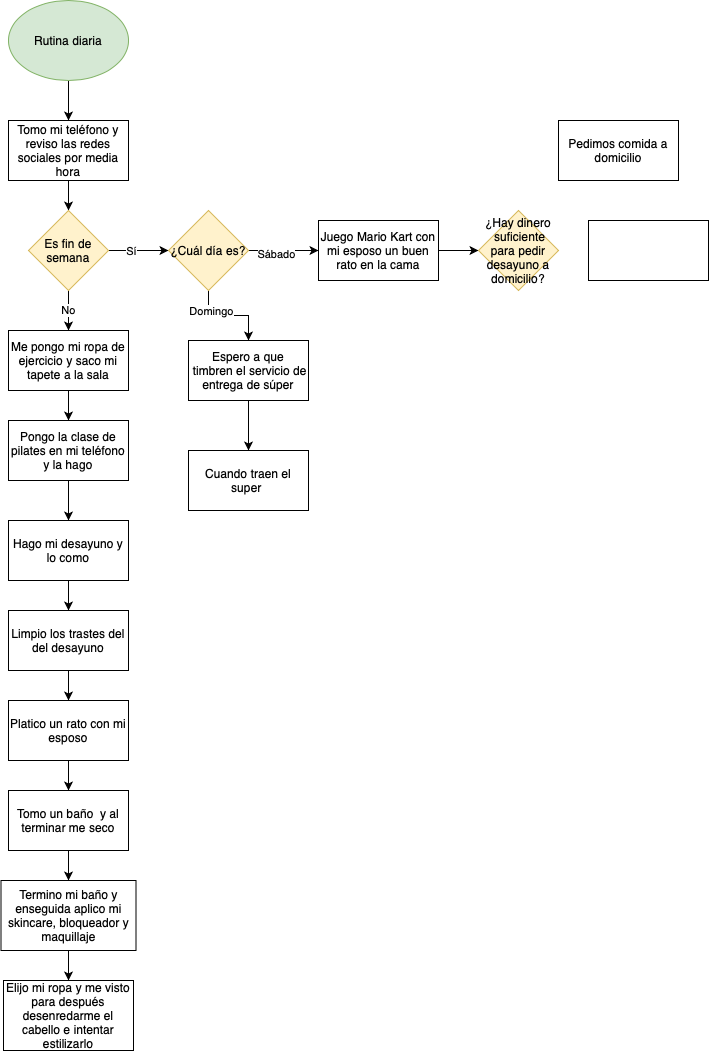 Rutina diaria
Tomo mi teléfono y
reviso las redes
sociales por media
hora
Pedimos comida a
domicilio
Es fin de
semana
Sí
¿Cuál día es?
Sábado
Juego Mario Kart con
mi esposo un buen
rato en la cama
¿Hay dinero
suficiente
para pedir
desayuno a
domicilio?
No
Domingo
Me pongo mi ropa de
ejercicio y saco mi
tapete a la sala
Espero a que
timbren el servicio de
entrega de súper
Pongo la clase de
pilates en mi teléfono
y la hago
Cuando traen el
super
Hago mi desayuno y
lo como
Limpio los trastes del
del desayuno
Platico un rato con mi
esposo
Tomo un baño  y al
terminar me seco
Termino mi baño y
enseguida aplico mi
skincare, bloqueador y
maquillaje
Elijo mi ropa y me visto
para después
desenredarme el
cabello e intentar
estilizarlo